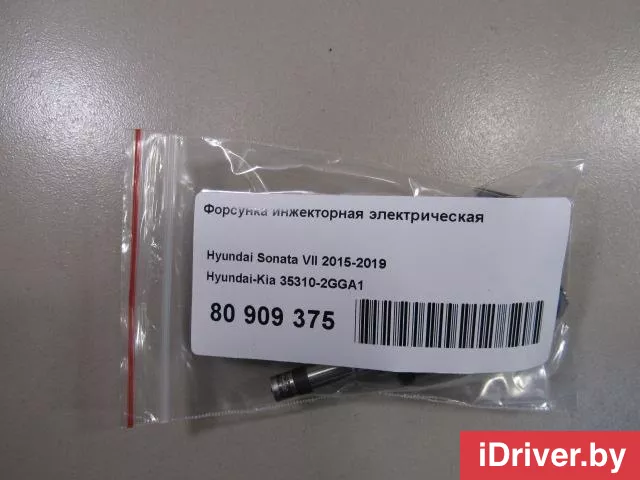 Форсунка инжекторная электрическая
Hyundai Sonata VII 2015-2019
Hyundai-Kia 35310-2GGA1
80 909 375
iDriver.by